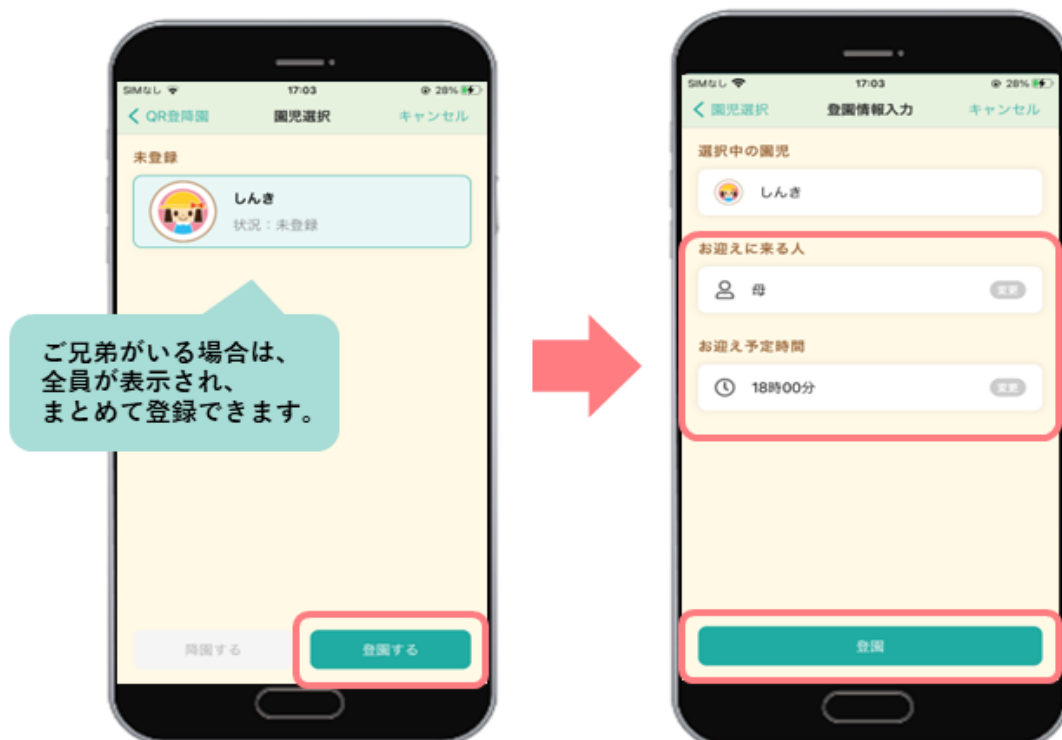 SIMなし 17:03 28%
QR登降園 園児選択 キャンセル
未登録
しんき
状況：未登録
ご兄弟がいる場合は、
全員が表示され、
まとめて登録できます。
降園する 登園する
SIMなし 17:03 28%
園児選択 登園情報入力 キャンセル
選択中の園児
しんき
お迎えに来る人
母 変更
お迎え予定時間
18時00分 変更
登園